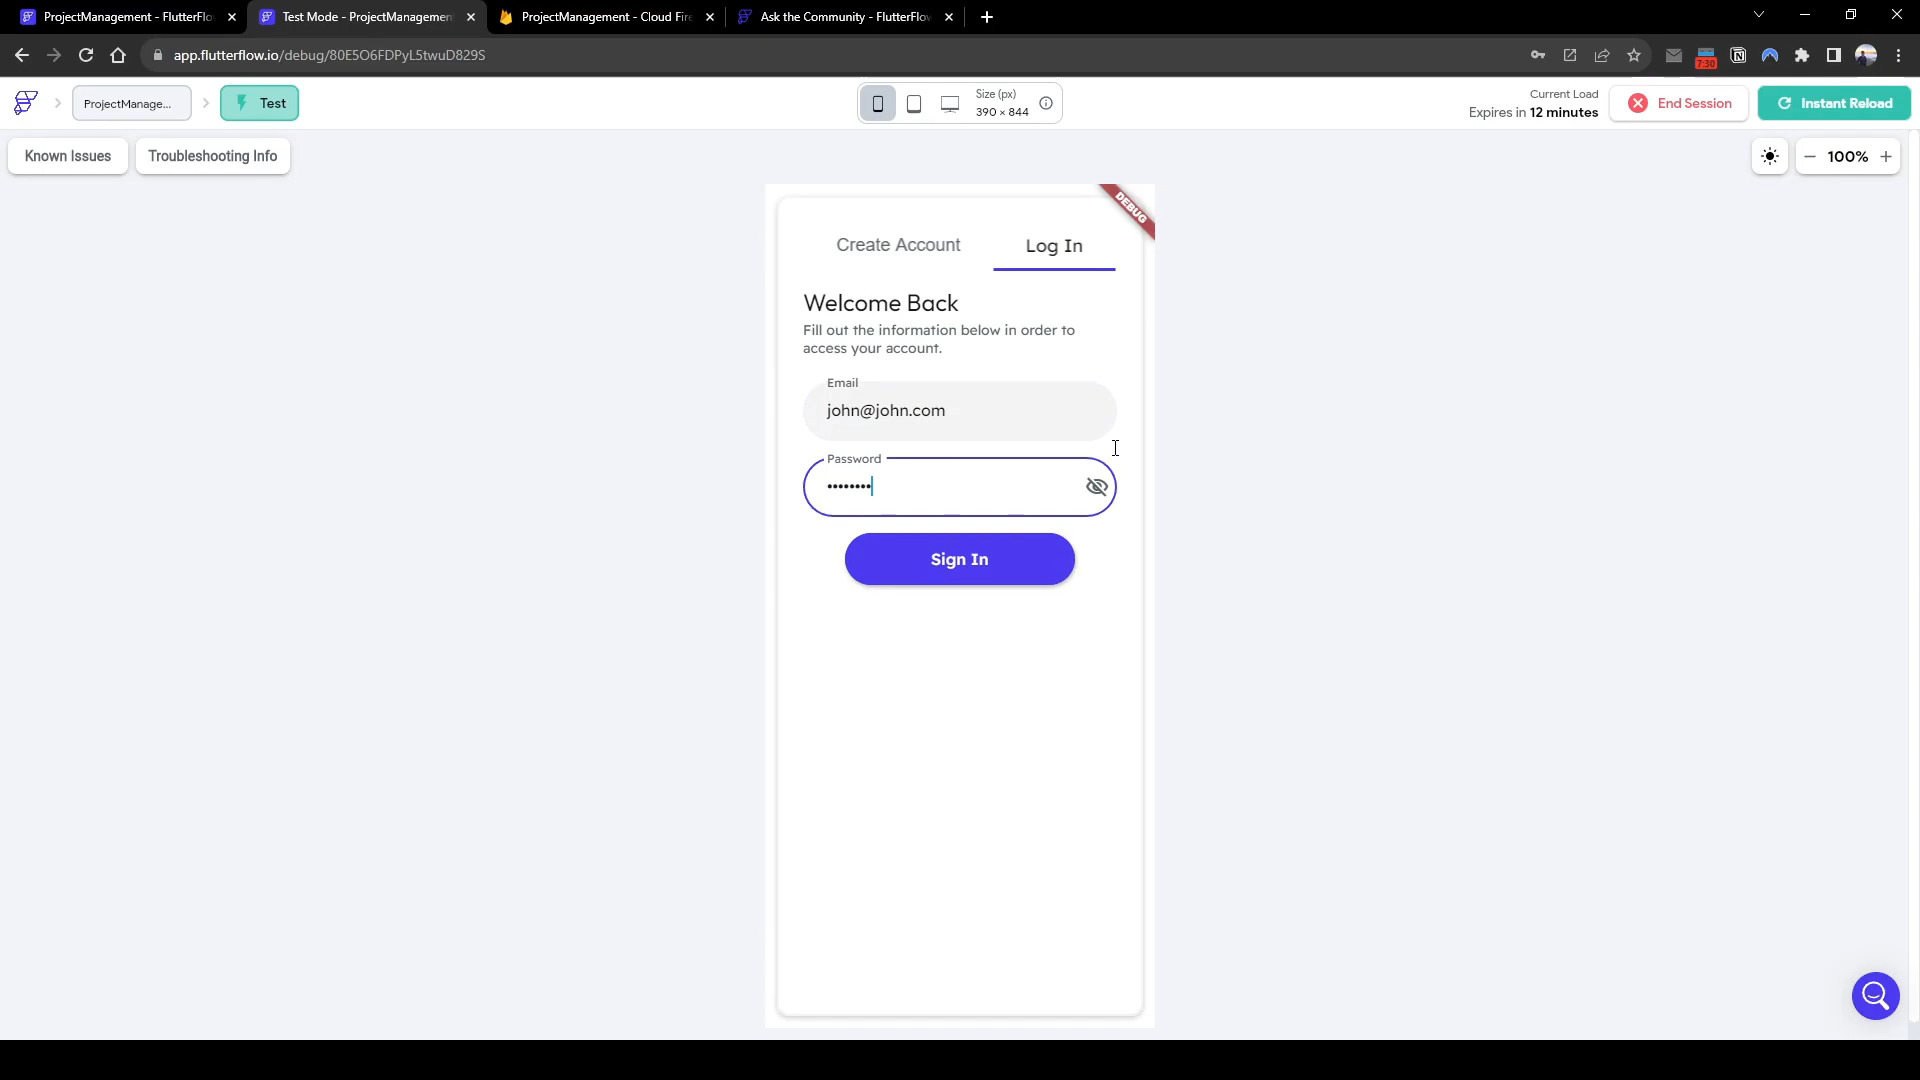 ProjectManagement - FlutterFlo
Test Mode - ProjectManagement
ProjectManagement - Cloud Fire
Ask the Community - FlutterFlow
app.flutterflow.io/debug/80E5O6FDPyL5twuD829S
7:30
ProjectManage...
Test
Size (px)
390 × 844
Current Load
Expires in 12 minutes
End Session
Instant Reload
Known Issues
Troubleshooting Info
100%
DEBUG
Create Account
Log In
Welcome Back
Fill out the information below in order to
access your account.
Email
john@john.com
Password
••••••••
Sign In